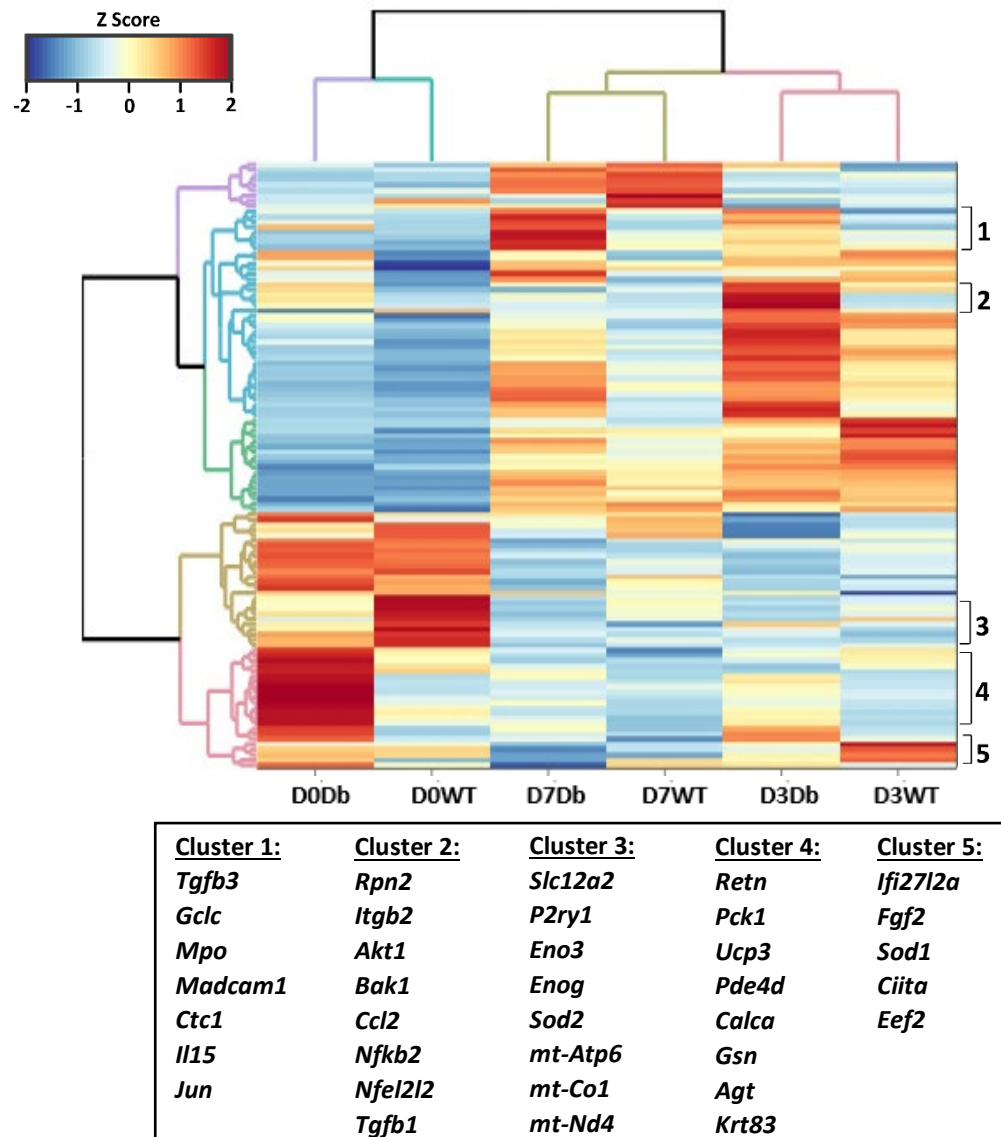 Z Score
-2 -1 0 1 2
1
2
3
4
5
D0Db D0WT D7Db D7WT D3Db D3WT
Cluster 1: Cluster 2: Cluster 3: Cluster 4: Cluster 5:
Tgfb3 Rpn2 Slc12a2 Retn Ifi27l2a
Gclc Itgb2 P2ry1 Pck1 Fgf2
Mpo Akt1 Eno3 Ucp3 Sod1
Madcam1 Bak1 Enog Pde4d Ciita
Ctc1 Ccl2 Sod2 Calca Eef2
Il15 Nfkb2 mt-Atp6 Gsn
Jun Nfel2l2 mt-Co1 Agt
Tgfb1 mt-Nd4 Krt83